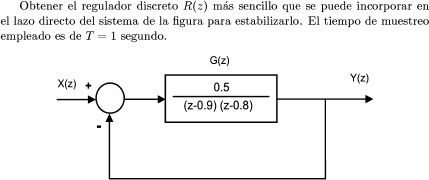 Obtener el regulador discreto R(z) más sencillo que se puede incorporar en
el lazo directo del sistema de la figura para estabilizarlo. El tiempo de muestreo
empleado es de T = 1 segundo.
G(z)
X(z)
+
0.5
(z-0.9) (z-0.8)
Y(z)
-